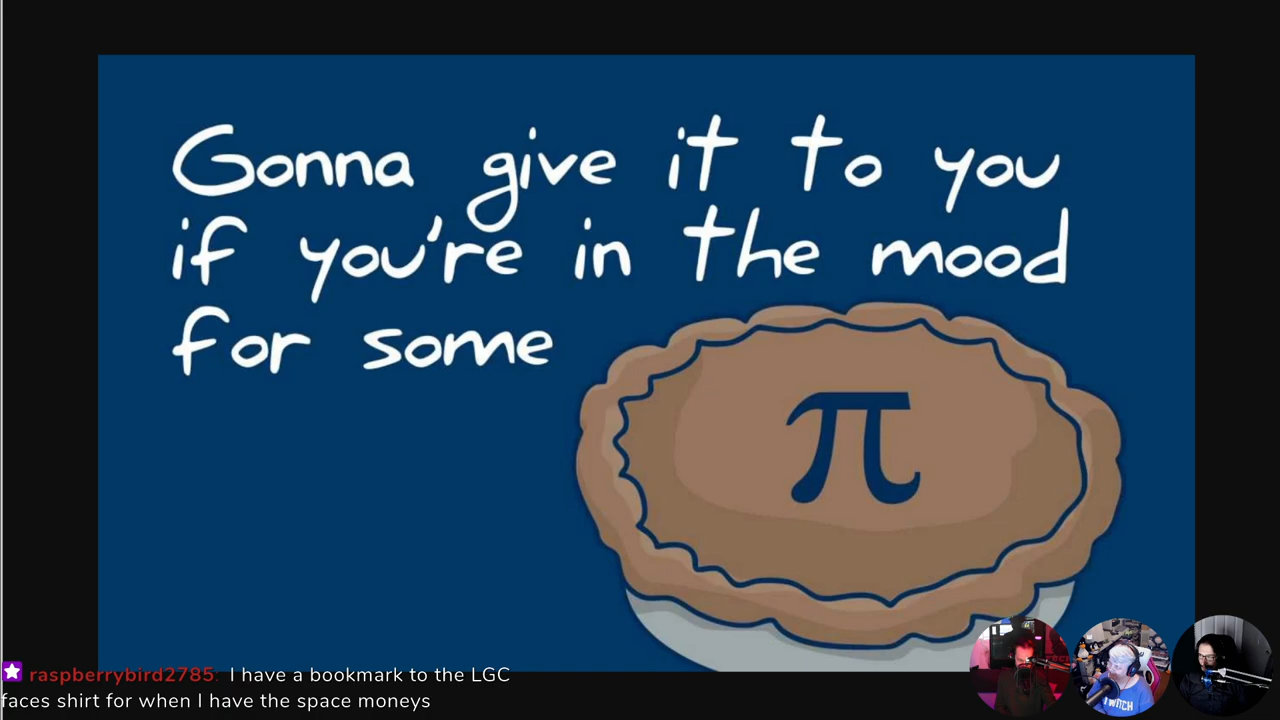 Gonna give it to you
if you're in the mood
for some
π
raspberrybird2785: I have a bookmark to the LGC
faces shirt for when I have the space moneys
TWITCH